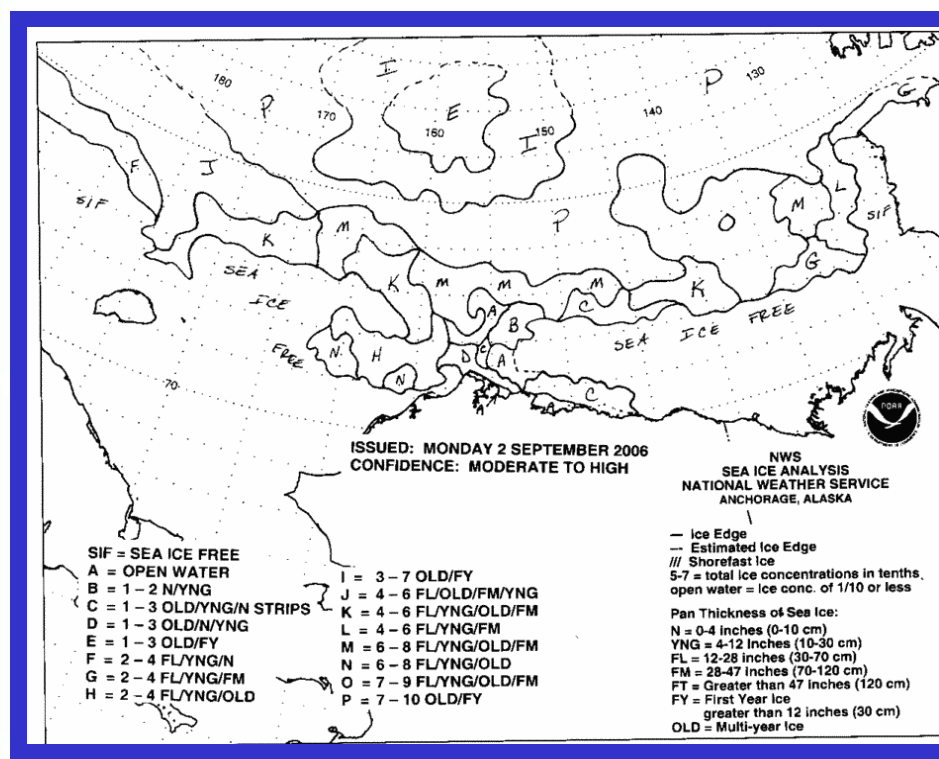 180
I
P
130
P
G
170
E
140
160
I
150
F
J
L
SIF
M
M
P
O
SIF
K
SEA
G
K
M
M
M
K
ICE
A
C
B
SEA ICE FREE
FREE
N
H
D
C
A
70
N
C
A
A
NOAA
ISSUED: MONDAY 2 SEPTEMBER 2006
CONFIDENCE: MODERATE TO HIGH
NWS
SEA ICE ANALYSIS
NATIONAL WEATHER SERVICE
ANCHORAGE, ALASKA
SIF = SEA ICE FREE
A = OPEN WATER
B = 1 – 2 N/YNG
C = 1 – 3 OLD/YNG/N STRIPS
D = 1 – 3 OLD/N/YNG
E = 1 – 3 OLD/FY
F = 2 – 4 FL/YNG/N
G = 2 – 4 FL/YNG/FM
H = 2 – 4 FL/YNG/OLD
I = 3 – 7 OLD/FY
J = 4 – 6 FL/OLD/FM/YNG
K = 4 – 6 FL/YNG/OLD/FM
L = 4 – 6 FL/YNG/FM
M = 6 – 8 FL/YNG/OLD/FM
N = 6 – 8 FL/YNG/OLD
O = 7 – 9 FL/YNG/OLD/FM
P = 7 – 10 OLD/FY
— Ice Edge
--- Estimated Ice Edge
/// Shorefast Ice
5-7 = total ice concentrations in tenths,
open water = Ice conc. of 1/10 or less
Pan Thickness of Sea Ice:
N = 0-4 inches (0-10 cm)
YNG = 4-12 Inches (10-30 cm)
FL = 12-28 inches (30-70 cm)
FM = 28-47 inches (70-120 cm)
FT = Greater than 47 inches (120 cm)
FY = First Year Ice
greater than 12 inches (30 cm)
OLD = Multi-year Ice